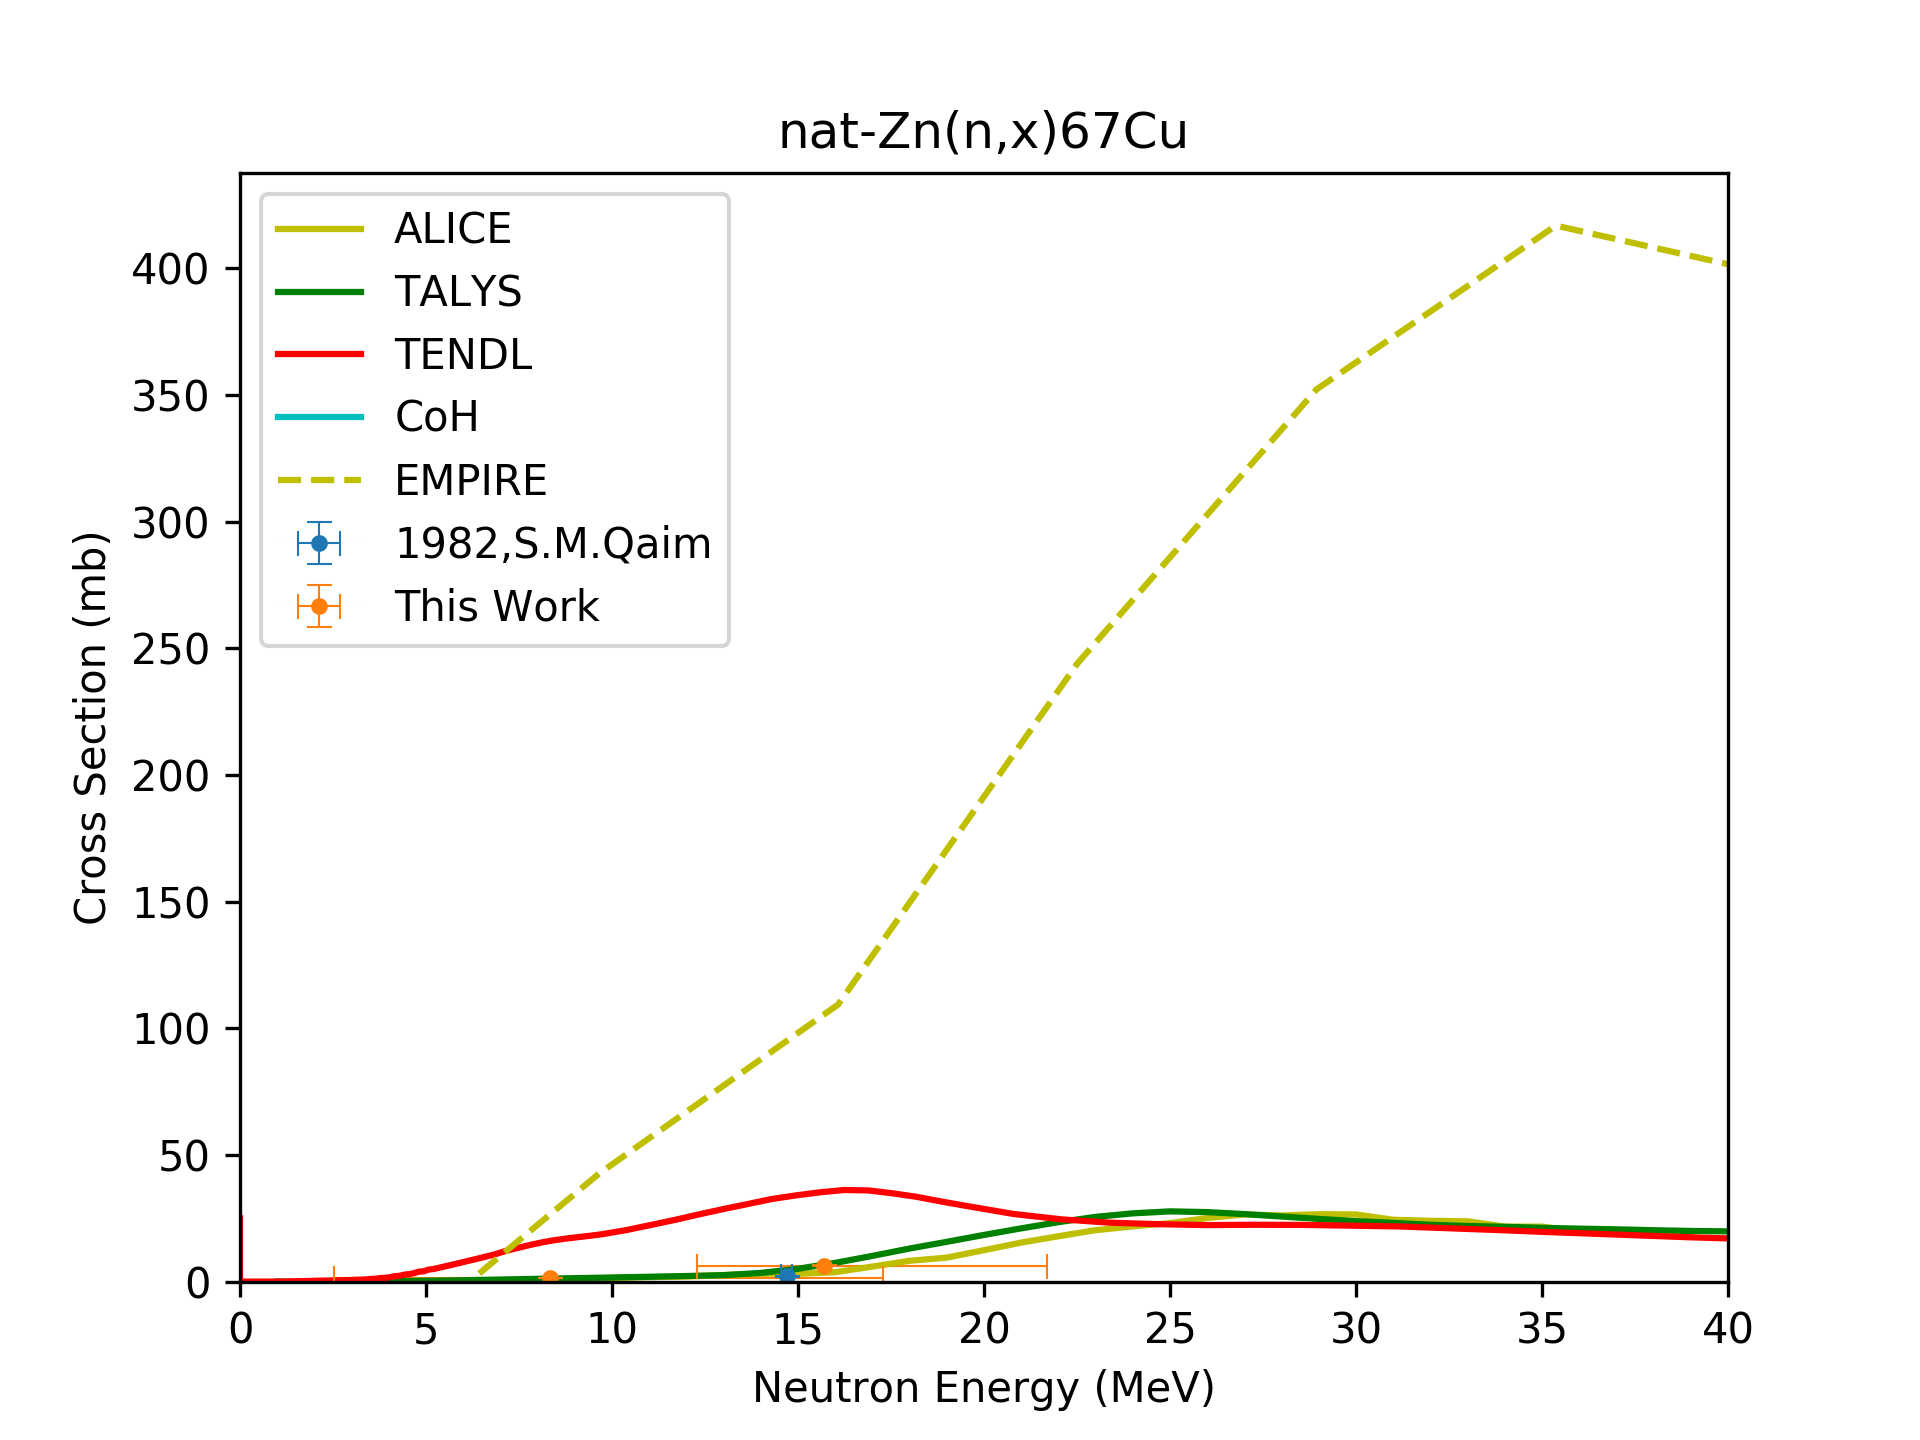 nat-Zn(n,x)67Cu
ALICE
TALYS
TENDL
CoH
EMPIRE
1982,S.M.Qaim
This Work
Cross Section (mb)
400
350
300
250
200
150
100
50
0
0 5 10 15 20 25 30 35 40
Neutron Energy (MeV)